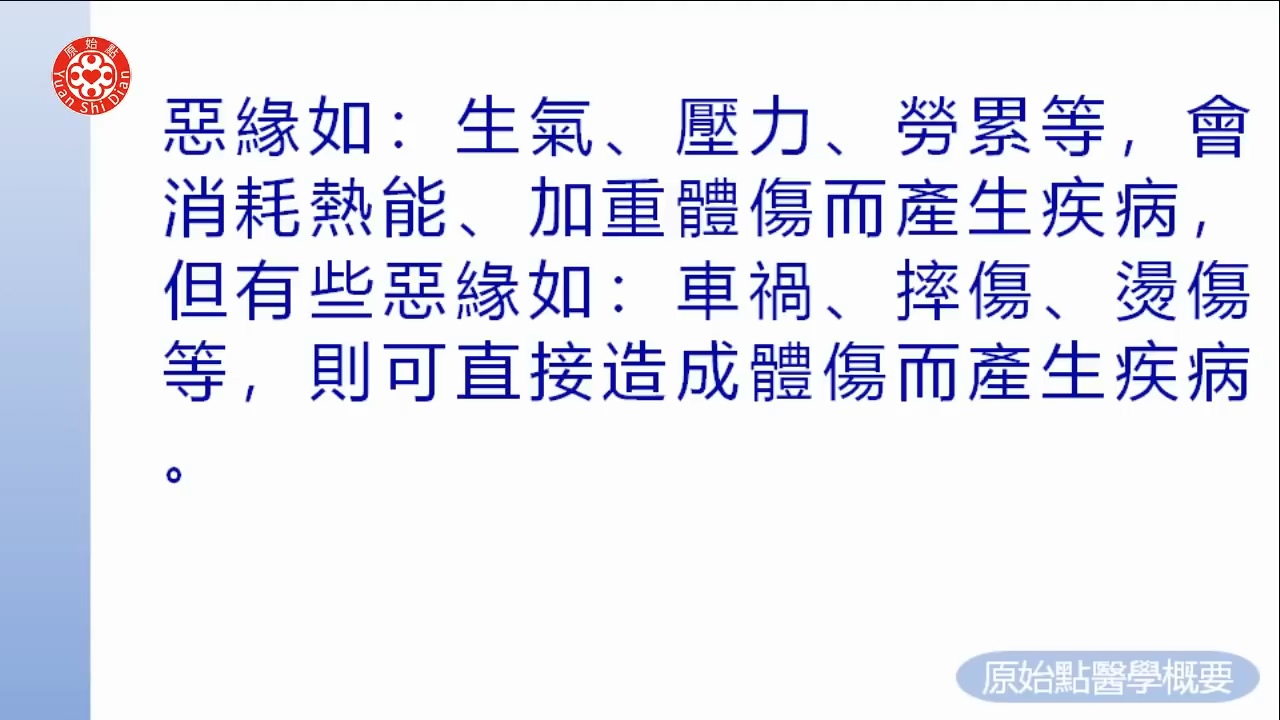 原始點
Yuan Shi Dian
惡緣如：生氣、壓力、勞累等，會
消耗熱能、加重體傷而產生疾病，
但有些惡緣如：車禍、摔傷、燙傷
等，則可直接造成體傷而產生疾病
。
原始點醫學概要